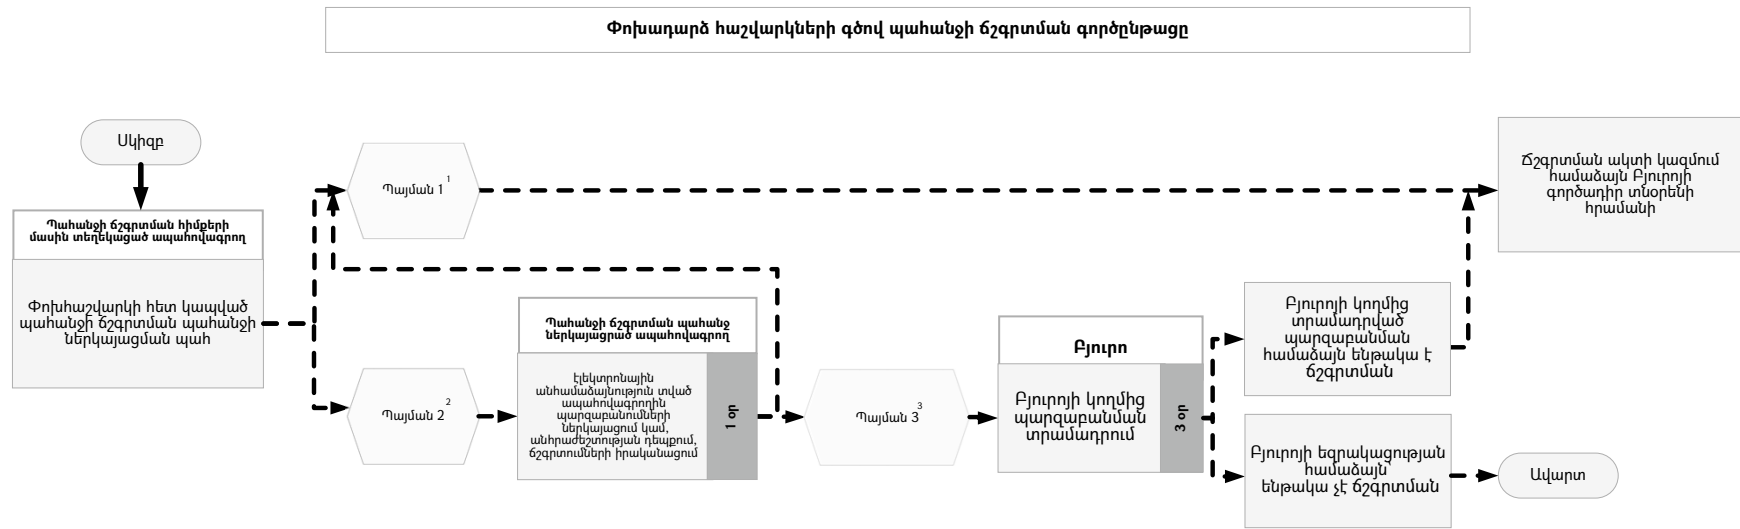 Փոխադարձ հաշվարկների գծով պահանջի ճշգրտման գործընթացը
Սկիզբ
Պահանջի ճշգրտման հիմքերի
մասին տեղեկացած ապահովագրող
Փոխհաշվարկի հետ կապված
պահանջի ճշգրտման պահանջի
ներկայացման պահ
Պայման 1 1
Պայման 2 2
Պահանջի ճշգրտման պահանջ
ներկայացրած ապահովագրող
Էլեկտրոնային
անհամաձայնություն տված
ապահովագրողին
պարզաբանումների
ներկայացում կամ,
անհրաժեշտության դեպքում,
ճշգրտումների իրականացում
1 օր
Պայման 3 3
Բյուրո
Բյուրոյի կողմից
պարզաբանման
տրամադրում
3 օր
Բյուրոյի կողմից
տրամադրված
պարզաբանման
համաձայն ենթակա է
ճշգրտման
Բյուրոյի եզրակացության
համաձայն՝
ենթակա չէ ճշգրտման
Ճշգրտման ակտի կազմում
համաձայն Բյուրոյի
գործադիր տնօրենի
հրամանի
Ավարտ